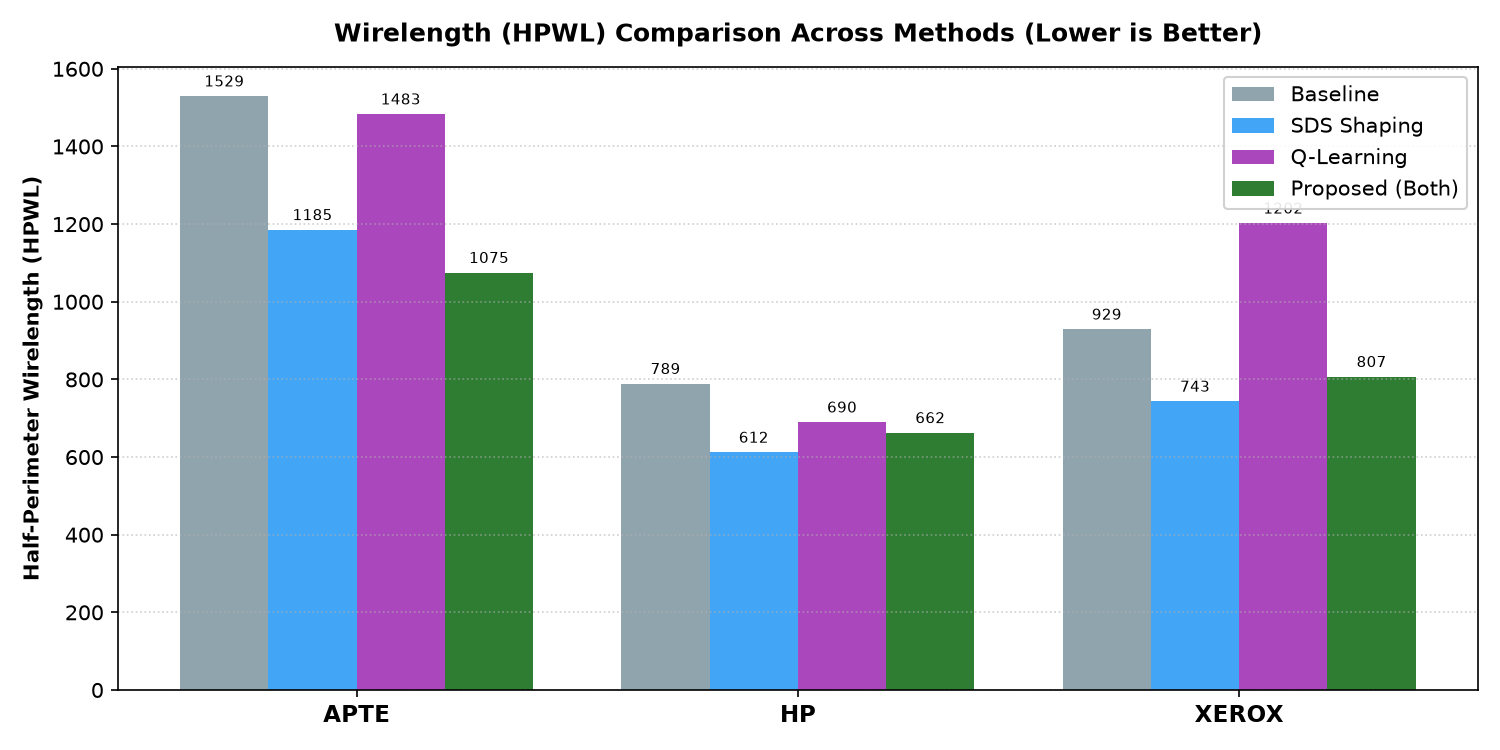 Wirelength (HPWL) Comparison Across Methods (Lower is Better)
Half-Perimeter Wirelength (HPWL)
1600
1400
1200
1000
800
600
400
200
0
1529
1185
1483
1075
789
612
690
662
929
743
1202
807
Baseline
SDS Shaping
Q-Learning
Proposed (Both)
APTE
HP
XEROX